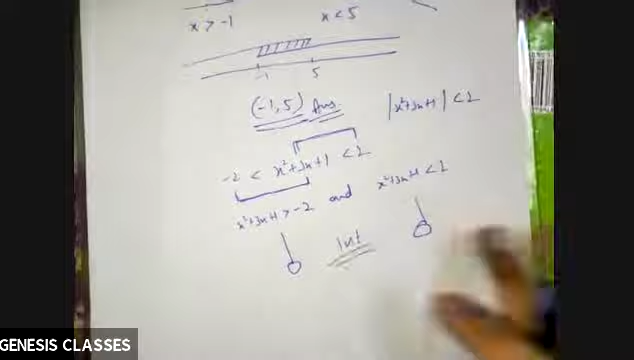 x > -1 x < 5
-1 5
(-1, 5) Ans.
|x²+3x+1| < 2
-2 < x²+3x+1 < 2
x²+3x+1 > -2 and x²+3x+1 < 2
Int
GENESIS CLASSES